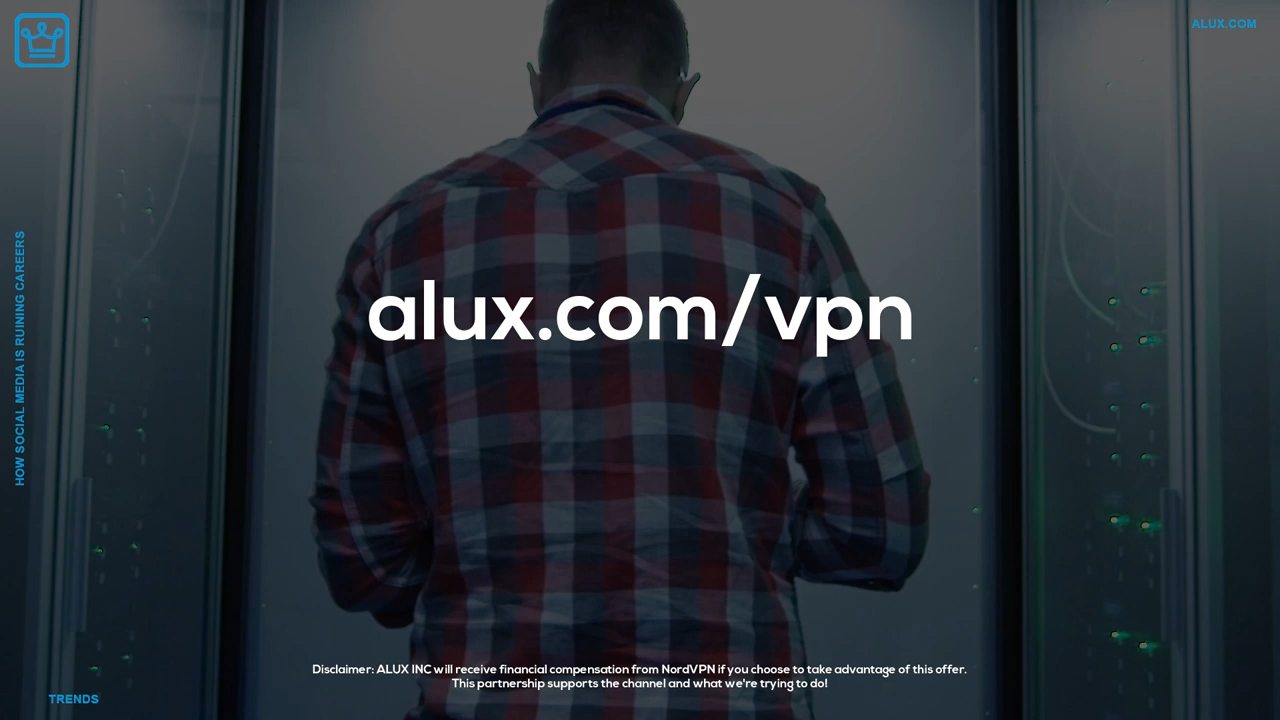 ALUX.COM
HOW SOCIAL MEDIA IS RUINING CAREERS
alux.com/vpn
Disclaimer: ALUX INC will receive financial compensation from NordVPN if you choose to take advantage of this offer.
This partnership supports the channel and what we're trying to do!
TRENDS